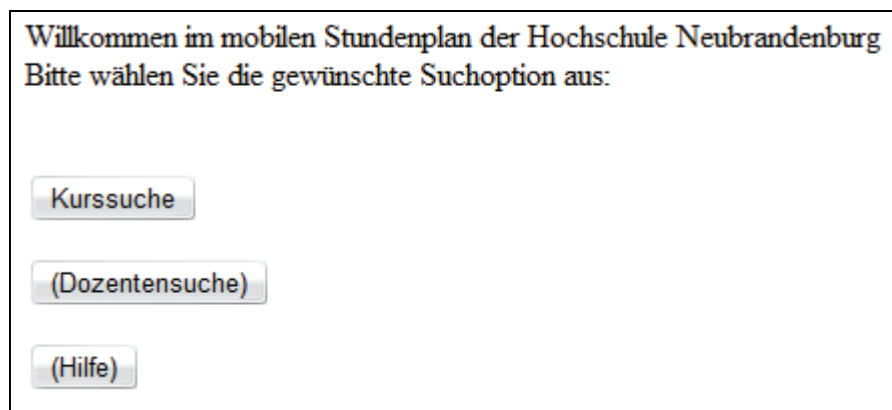 Willkommen im mobilen Stundenplan der Hochschule Neubrandenburg
Bitte wählen Sie die gewünschte Suchoption aus:
Kurssuche
(Dozentensuche)
(Hilfe)